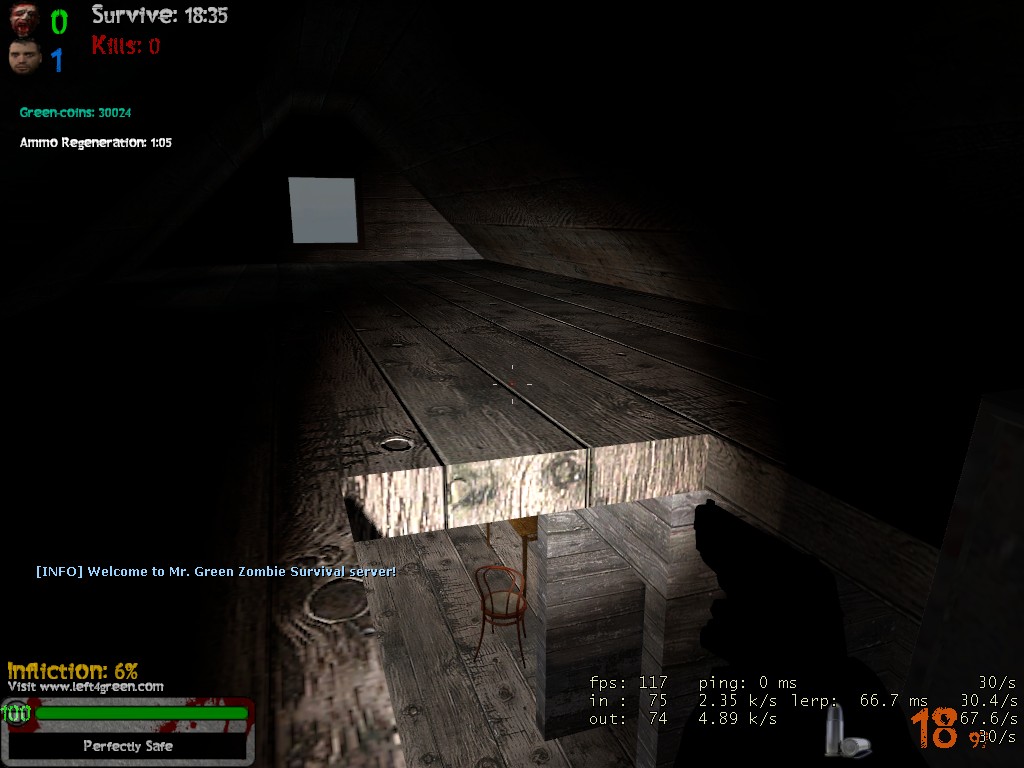 0
Survive: 18:35
1
Kills: 0
Green-coins: 30024
Ammo Regeneration: 1:05
[INFO] Welcome to Mr. Green Zombie Survival server!
Infliction: 6%
Visit www.left4green.com
100
Perfectly Safe
fps: 117 ping: 0 ms 30/s
in : 75 2.35 k/s lerp: 66.7 ms 30.4/s
out: 74 4.89 k/s 67.6/s
18 30/s